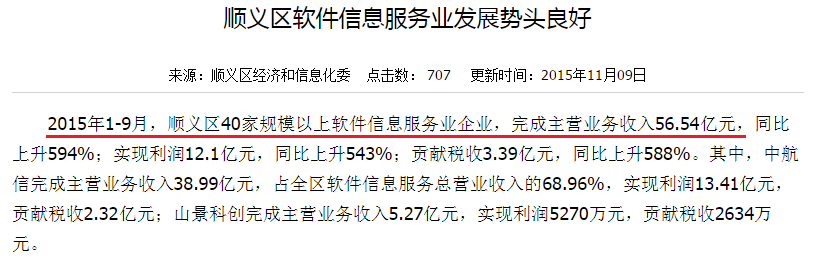 顺义区软件信息服务业发展势头良好
来源：顺义区经济和信息化委 点击数： 707 更新时间：2015年11月09日
2015年1-9月，顺义区40家规模以上软件信息服务业企业，完成主营业务收入56.54亿元，同比
上升594%；实现利润12.1亿元，同比上升543%；贡献税收3.39亿元，同比上升588%。其中，中航
信完成主营业务收入38.99亿元，占全区软件信息服务总营业收入的68.96%，实现利润13.41亿元，
贡献税收2.32亿元；山景科创完成主营业务收入5.27亿元，实现利润5270万元，贡献税收2634万
元。